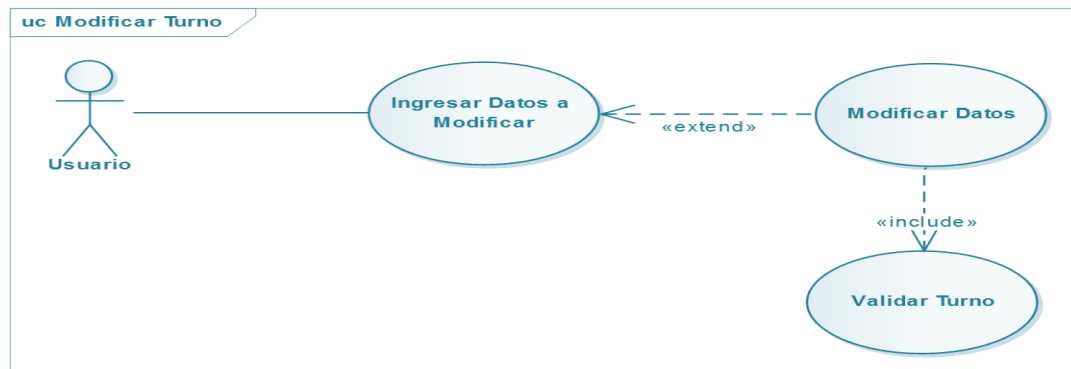 uc Modificar Turno
Usuario
Ingresar Datos a
Modificar
«extend»
Modificar Datos
«include»
Validar Turno